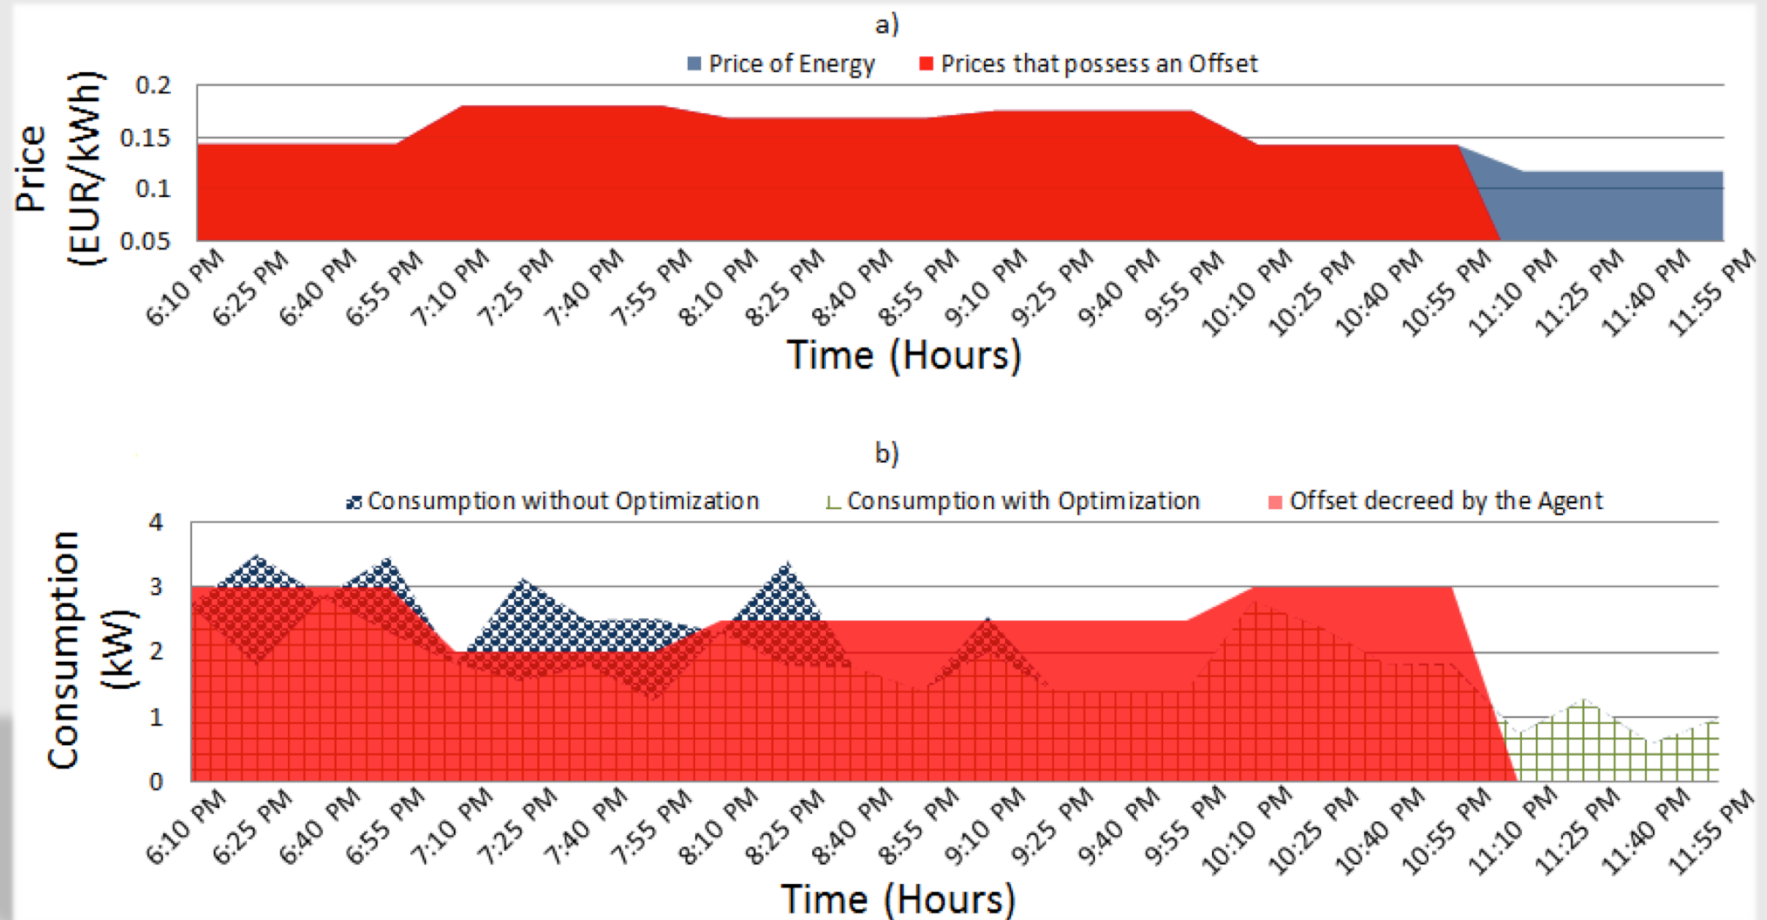 a)
Price of Energy Prices that possess an Offset
Price
(EUR/kWh)
0.2
0.15
0.1
0.05
6:10 PM 6:25 PM 6:40 PM 6:55 PM 7:10 PM 7:25 PM 7:40 PM 7:55 PM 8:10 PM 8:25 PM 8:40 PM 8:55 PM 9:10 PM 9:25 PM 9:40 PM 9:55 PM 10:10 PM 10:25 PM 10:40 PM 10:55 PM 11:10 PM 11:25 PM 11:40 PM 11:55 PM
Time (Hours)
b)
Consumption without Optimization Consumption with Optimization Offset decreed by the Agent
Consumption
(kW)
4
3
2
1
0
6:10 PM 6:25 PM 6:40 PM 6:55 PM 7:10 PM 7:25 PM 7:40 PM 7:55 PM 8:10 PM 8:25 PM 8:40 PM 8:55 PM 9:10 PM 9:25 PM 9:40 PM 9:55 PM 10:10 PM 10:25 PM 10:40 PM 10:55 PM 11:10 PM 11:25 PM 11:40 PM 11:55 PM
Time (Hours)